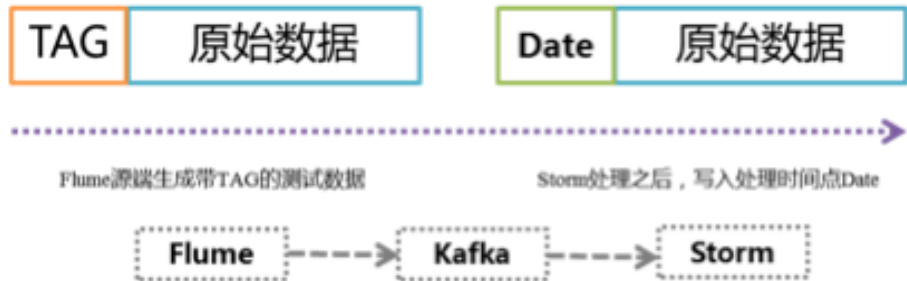 TAG 原始数据 Date 原始数据
Flume源端生成带TAG的测试数据 Storm处理之后，写入处理时间点Date
Flume Kafka Storm